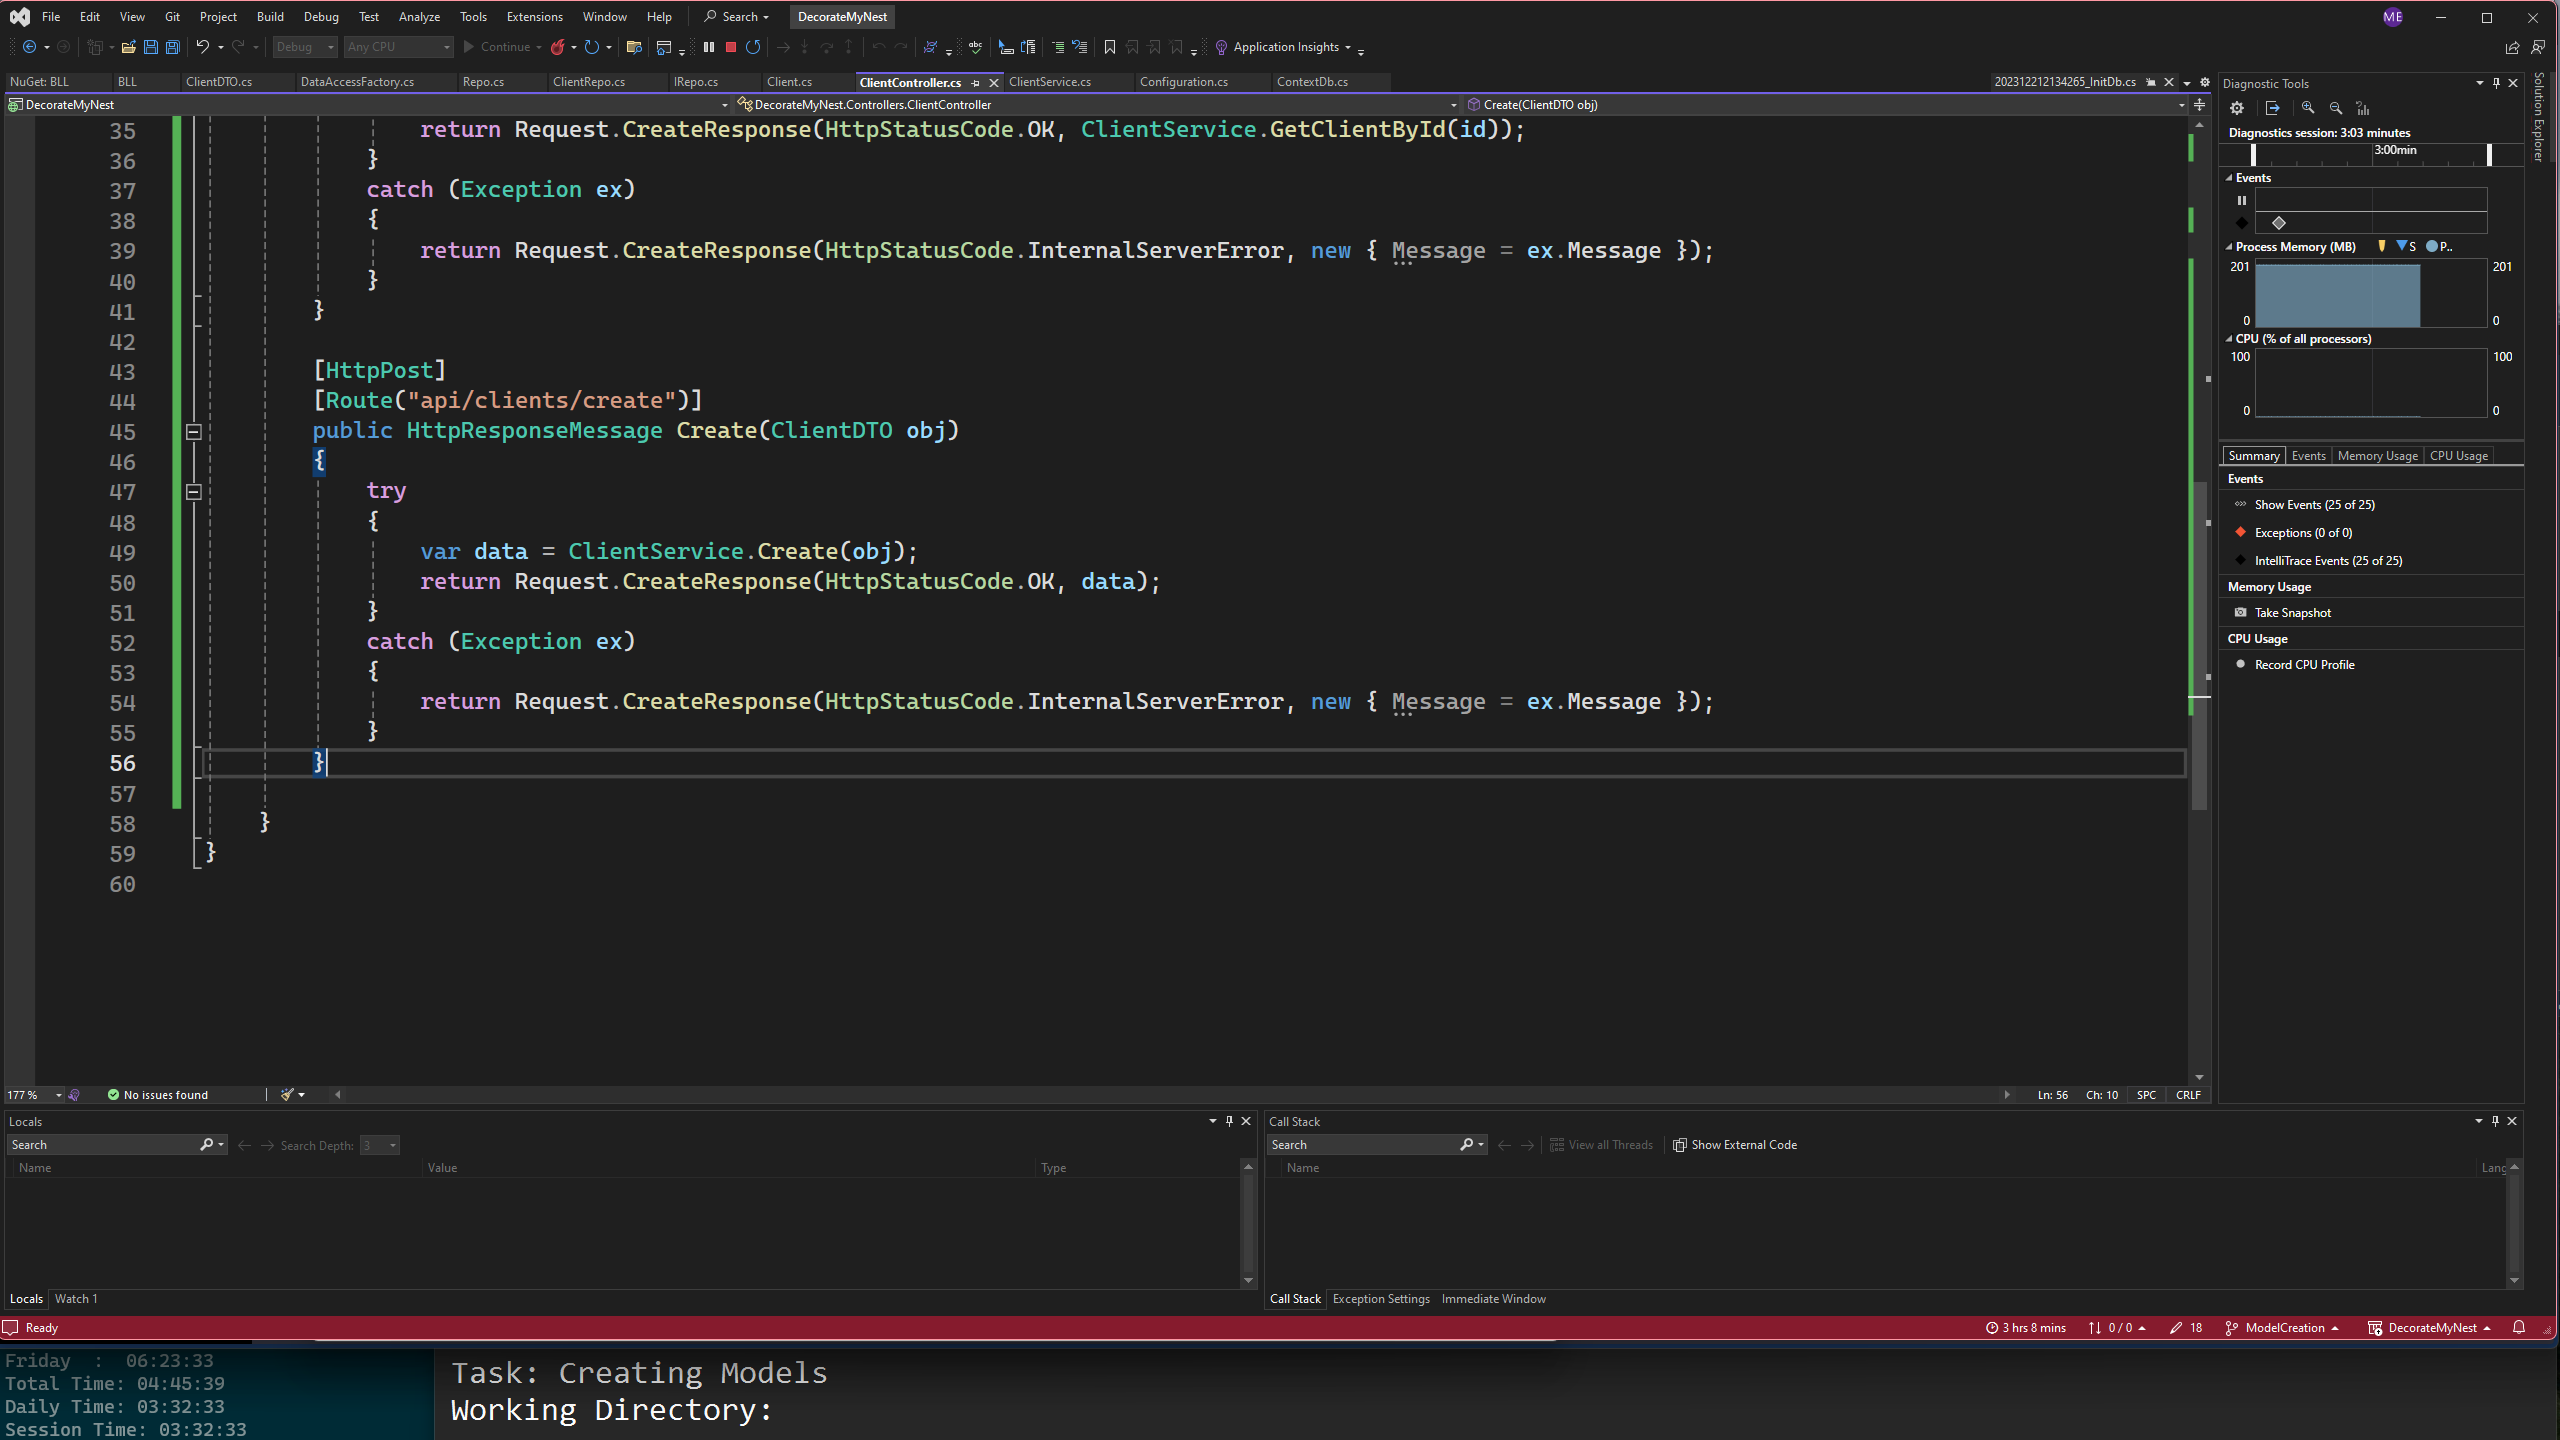 File Edit View Git Project Build Debug Test Analyze Tools Extensions Window Help Search DecorateMyNest ME
Debug Any CPU Continue Application Insights
NuGet: BLL BLL ClientDTO.cs DataAccessFactory.cs Repo.cs ClientRepo.cs IRepo.cs Client.cs ClientController.cs ClientService.cs Configuration.cs ContextDb.cs 202312212134265_InitDb.cs
DecorateMyNest DecorateMyNest.Controllers.ClientController Create(ClientDTO obj)
35 return Request.CreateResponse(HttpStatusCode.OK, ClientService.GetClientById(id));
36 }
37 catch (Exception ex)
38 {
39 return Request.CreateResponse(HttpStatusCode.InternalServerError, new { Message = ex.Message });
40 }
41 }
42
43 [HttpPost]
44 [Route("api/clients/create")]
45 public HttpResponseMessage Create(ClientDTO obj)
46 {
47 try
48 {
49 var data = ClientService.Create(obj);
50 return Request.CreateResponse(HttpStatusCode.OK, data);
51 }
52 catch (Exception ex)
53 {
54 return Request.CreateResponse(HttpStatusCode.InternalServerError, new { Message = ex.Message });
55 }
56 }
57
58 }
59 }
60
177 % No issues found Ln: 56 Ch: 10 SPC CRLF
Diagnostic Tools
Diagnostics session: 3:03 minutes
3:00min
Events
Process Memory (MB) S P..
201 201
0 0
CPU (% of all processors)
100 100
0 0
Summary Events Memory Usage CPU Usage
Events
Show Events (25 of 25)
Exceptions (0 of 0)
IntelliTrace Events (25 of 25)
Memory Usage
Take Snapshot
CPU Usage
Record CPU Profile
Solution Explorer
Locals
Search Search Depth: 3
Name Value Type
Locals Watch 1
Call Stack
Search View all Threads Show External Code
Name Lang
Call Stack Exception Settings Immediate Window
Ready 3 hrs 8 mins 0 / 0 18 ModelCreation DecorateMyNest
Friday : 06:23:33
Total Time: 04:45:39
Daily Time: 03:32:33
Session Time: 03:32:33
Task: Creating Models
Working Directory: